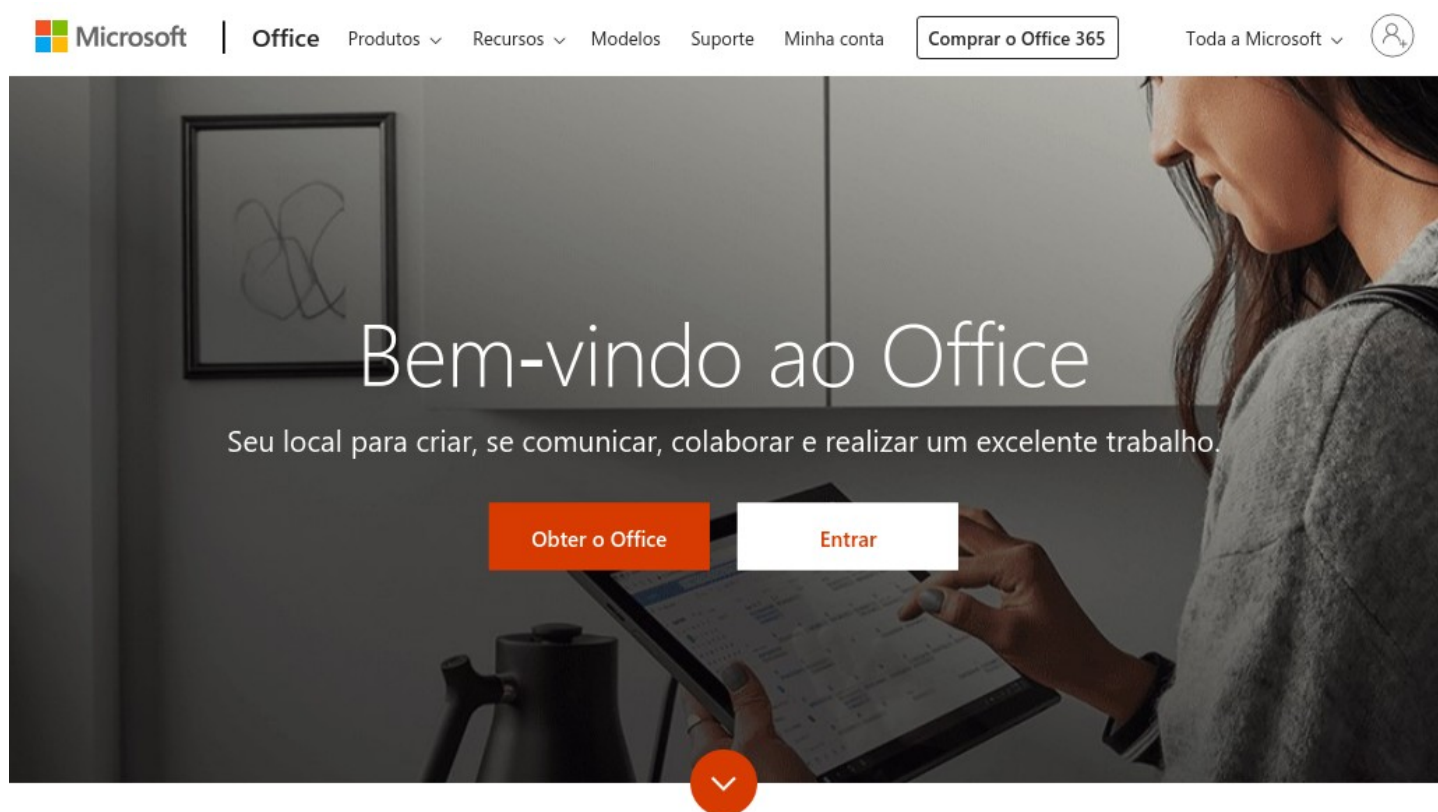 Microsoft | Office Produtos Recursos Modelos Suporte Minha conta Comprar o Office 365 Toda a Microsoft
Bem-vindo ao Office
Seu local para criar, se comunicar, colaborar e realizar um excelente trabalho.
Obter o Office Entrar